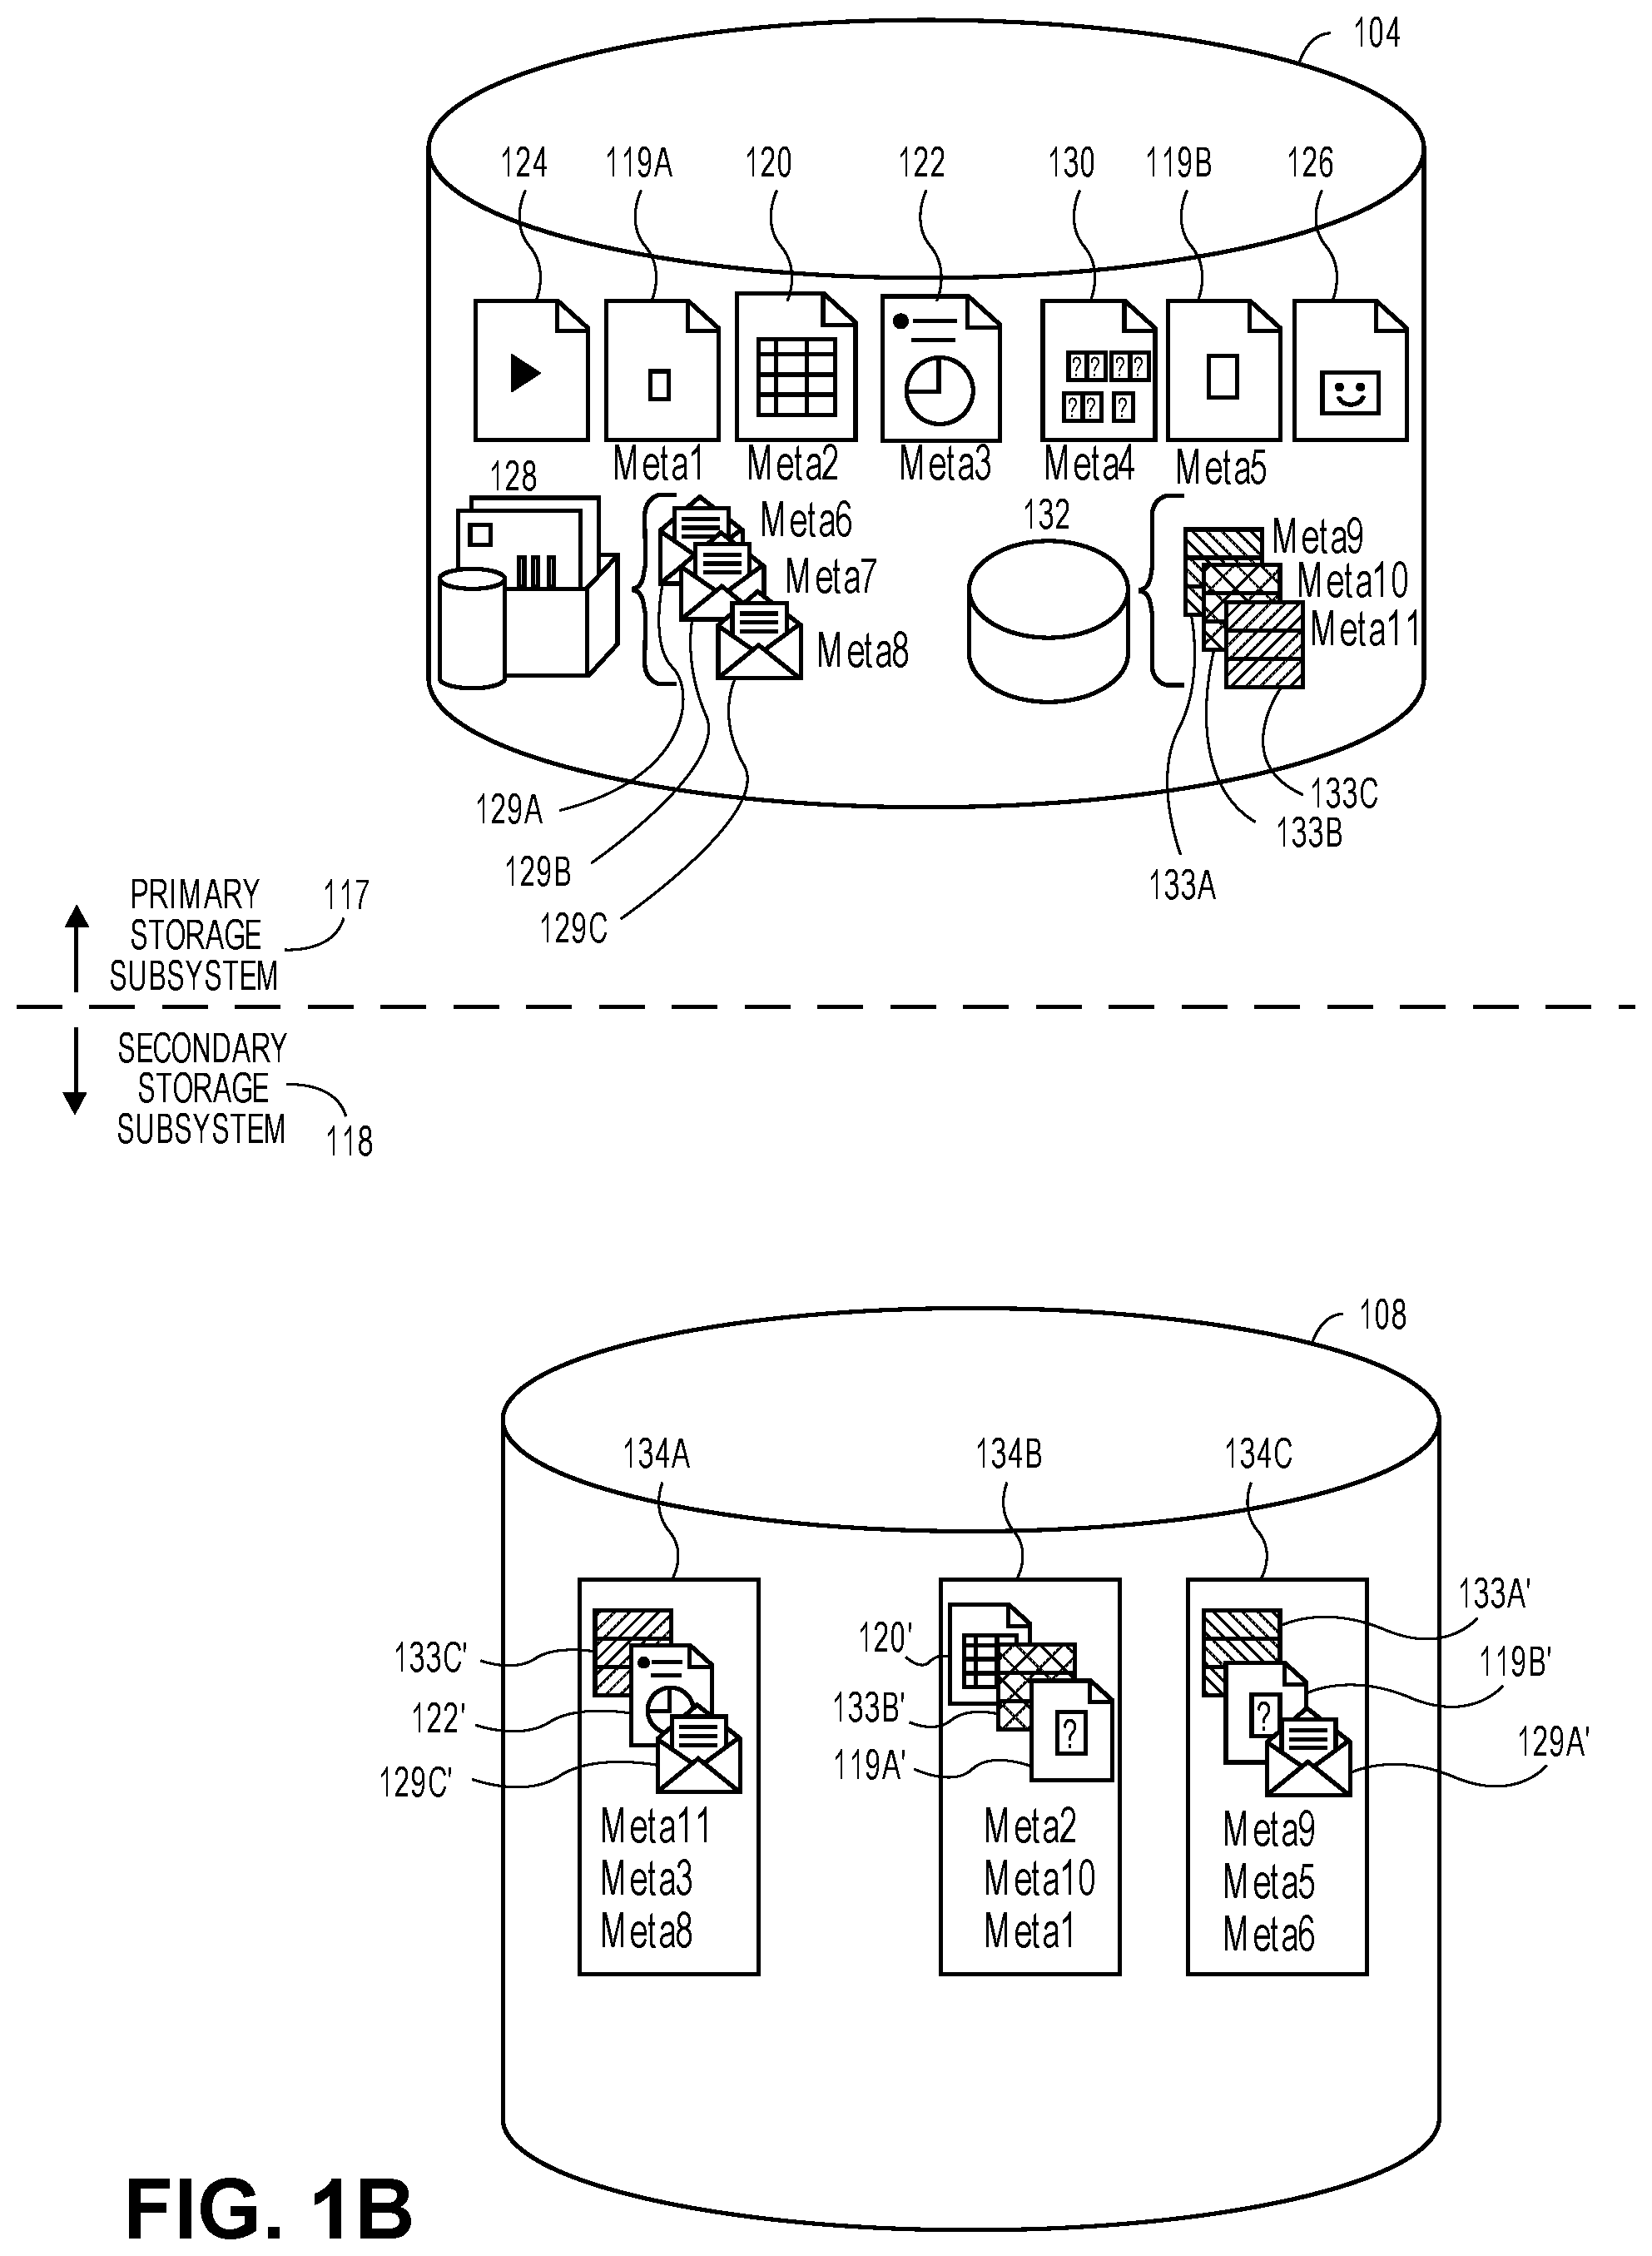 104
124
119A
120
122
130
119B
126
? ? ? ?
? ? ?
Meta1
Meta2
Meta3
Meta4
Meta5
128
Meta6
Meta7
Meta8
132
Meta9
Meta10
Meta11
129A
129B
129C
133C
133B
133A
PRIMARY
STORAGE
SUBSYSTEM
117
SECONDARY
STORAGE
SUBSYSTEM
118
108
134A
134B
134C
133C'
122'
129C'
Meta11
Meta3
Meta8
120'
133B'
119A'
?
Meta2
Meta10
Meta1
133A'
119B'
129A'
?
Meta9
Meta5
Meta6
FIG. 1B